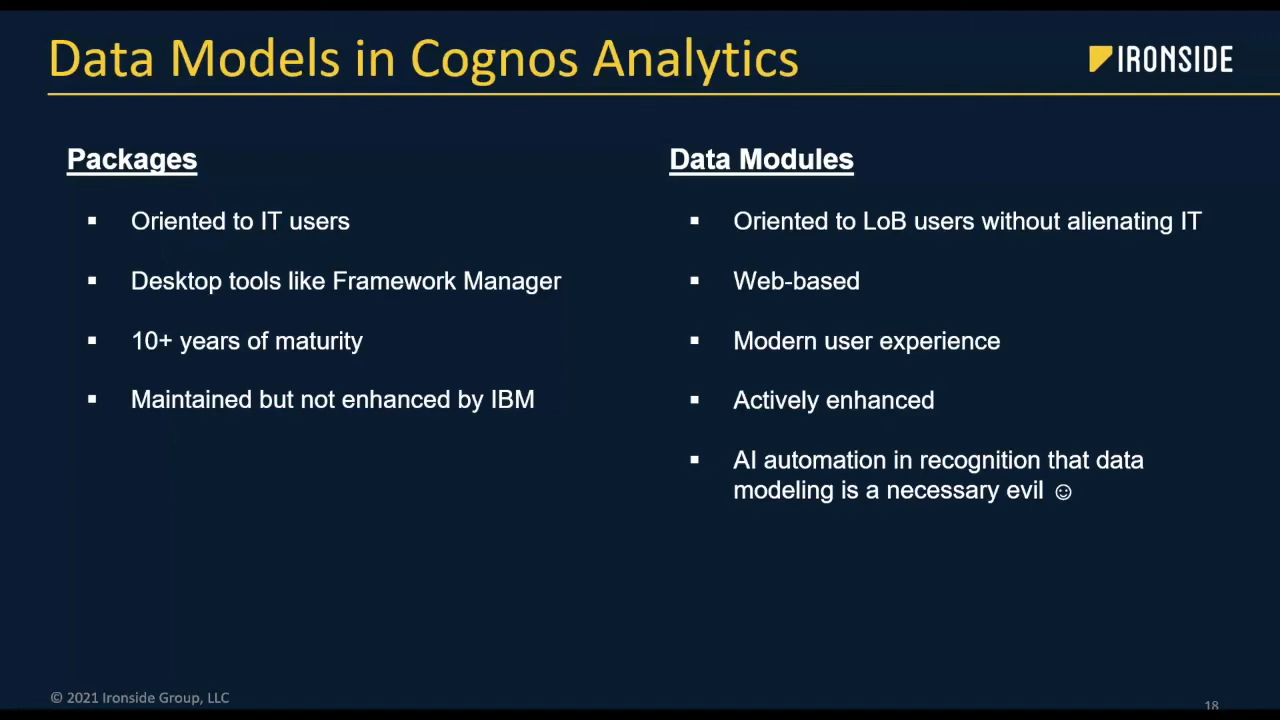 Data Models in Cognos Analytics
IRONSIDE
Packages
▪ Oriented to IT users
▪ Desktop tools like Framework Manager
▪ 10+ years of maturity
▪ Maintained but not enhanced by IBM
Data Modules
▪ Oriented to LoB users without alienating IT
▪ Web-based
▪ Modern user experience
▪ Actively enhanced
▪ AI automation in recognition that data
modeling is a necessary evil ☺
© 2021 Ironside Group, LLC
18